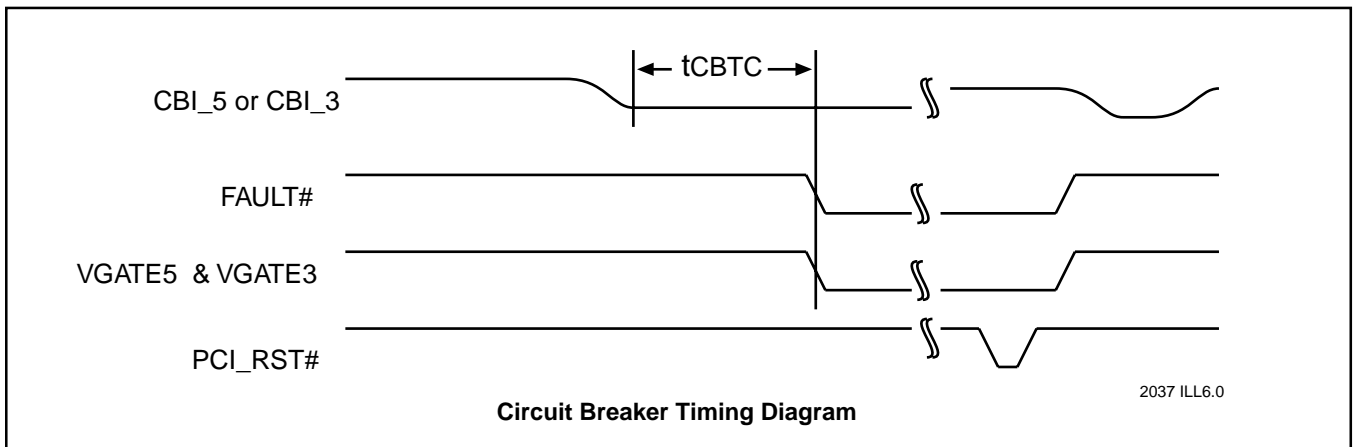 tCBTC
CBI_5 or CBI_3
FAULT#
VGATE5 & VGATE3
PCI_RST#
2037 ILL6.0
Circuit Breaker Timing Diagram